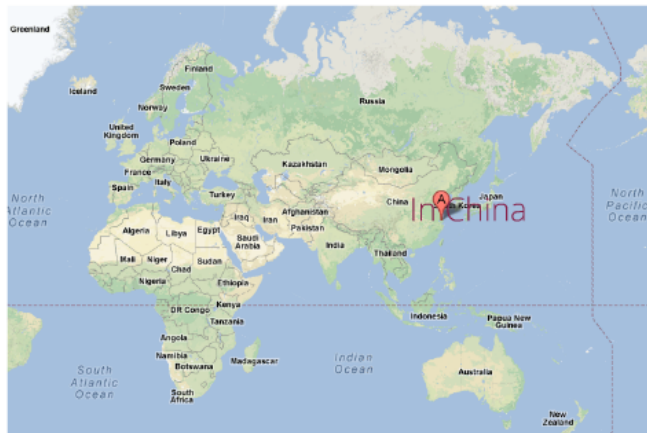 Greenland
Iceland
Finland
Sweden
Norway
Russia
United
Kingdom
Poland
Germany
Ukraine
France
Kazakhstan
Mongolia
Spain
Italy
Turkey
North
Atlantic
Ocean
Iraq
Iran
Afghanistan
Pakistan
China
A
Japan
In China
North
Pacific
Ocean
Algeria
Libya
Egypt
Saudi
Arabia
India
Thailand
Mali
Niger
Chad
Sudan
Nigeria
Ethiopia
Kenya
DR Congo
Tanzania
Indonesia
Papua New
Guinea
Angola
Namibia
Botswana
Madagascar
South
Atlantic
Ocean
Indian
Ocean
Australia
South
Africa
New
Zealand